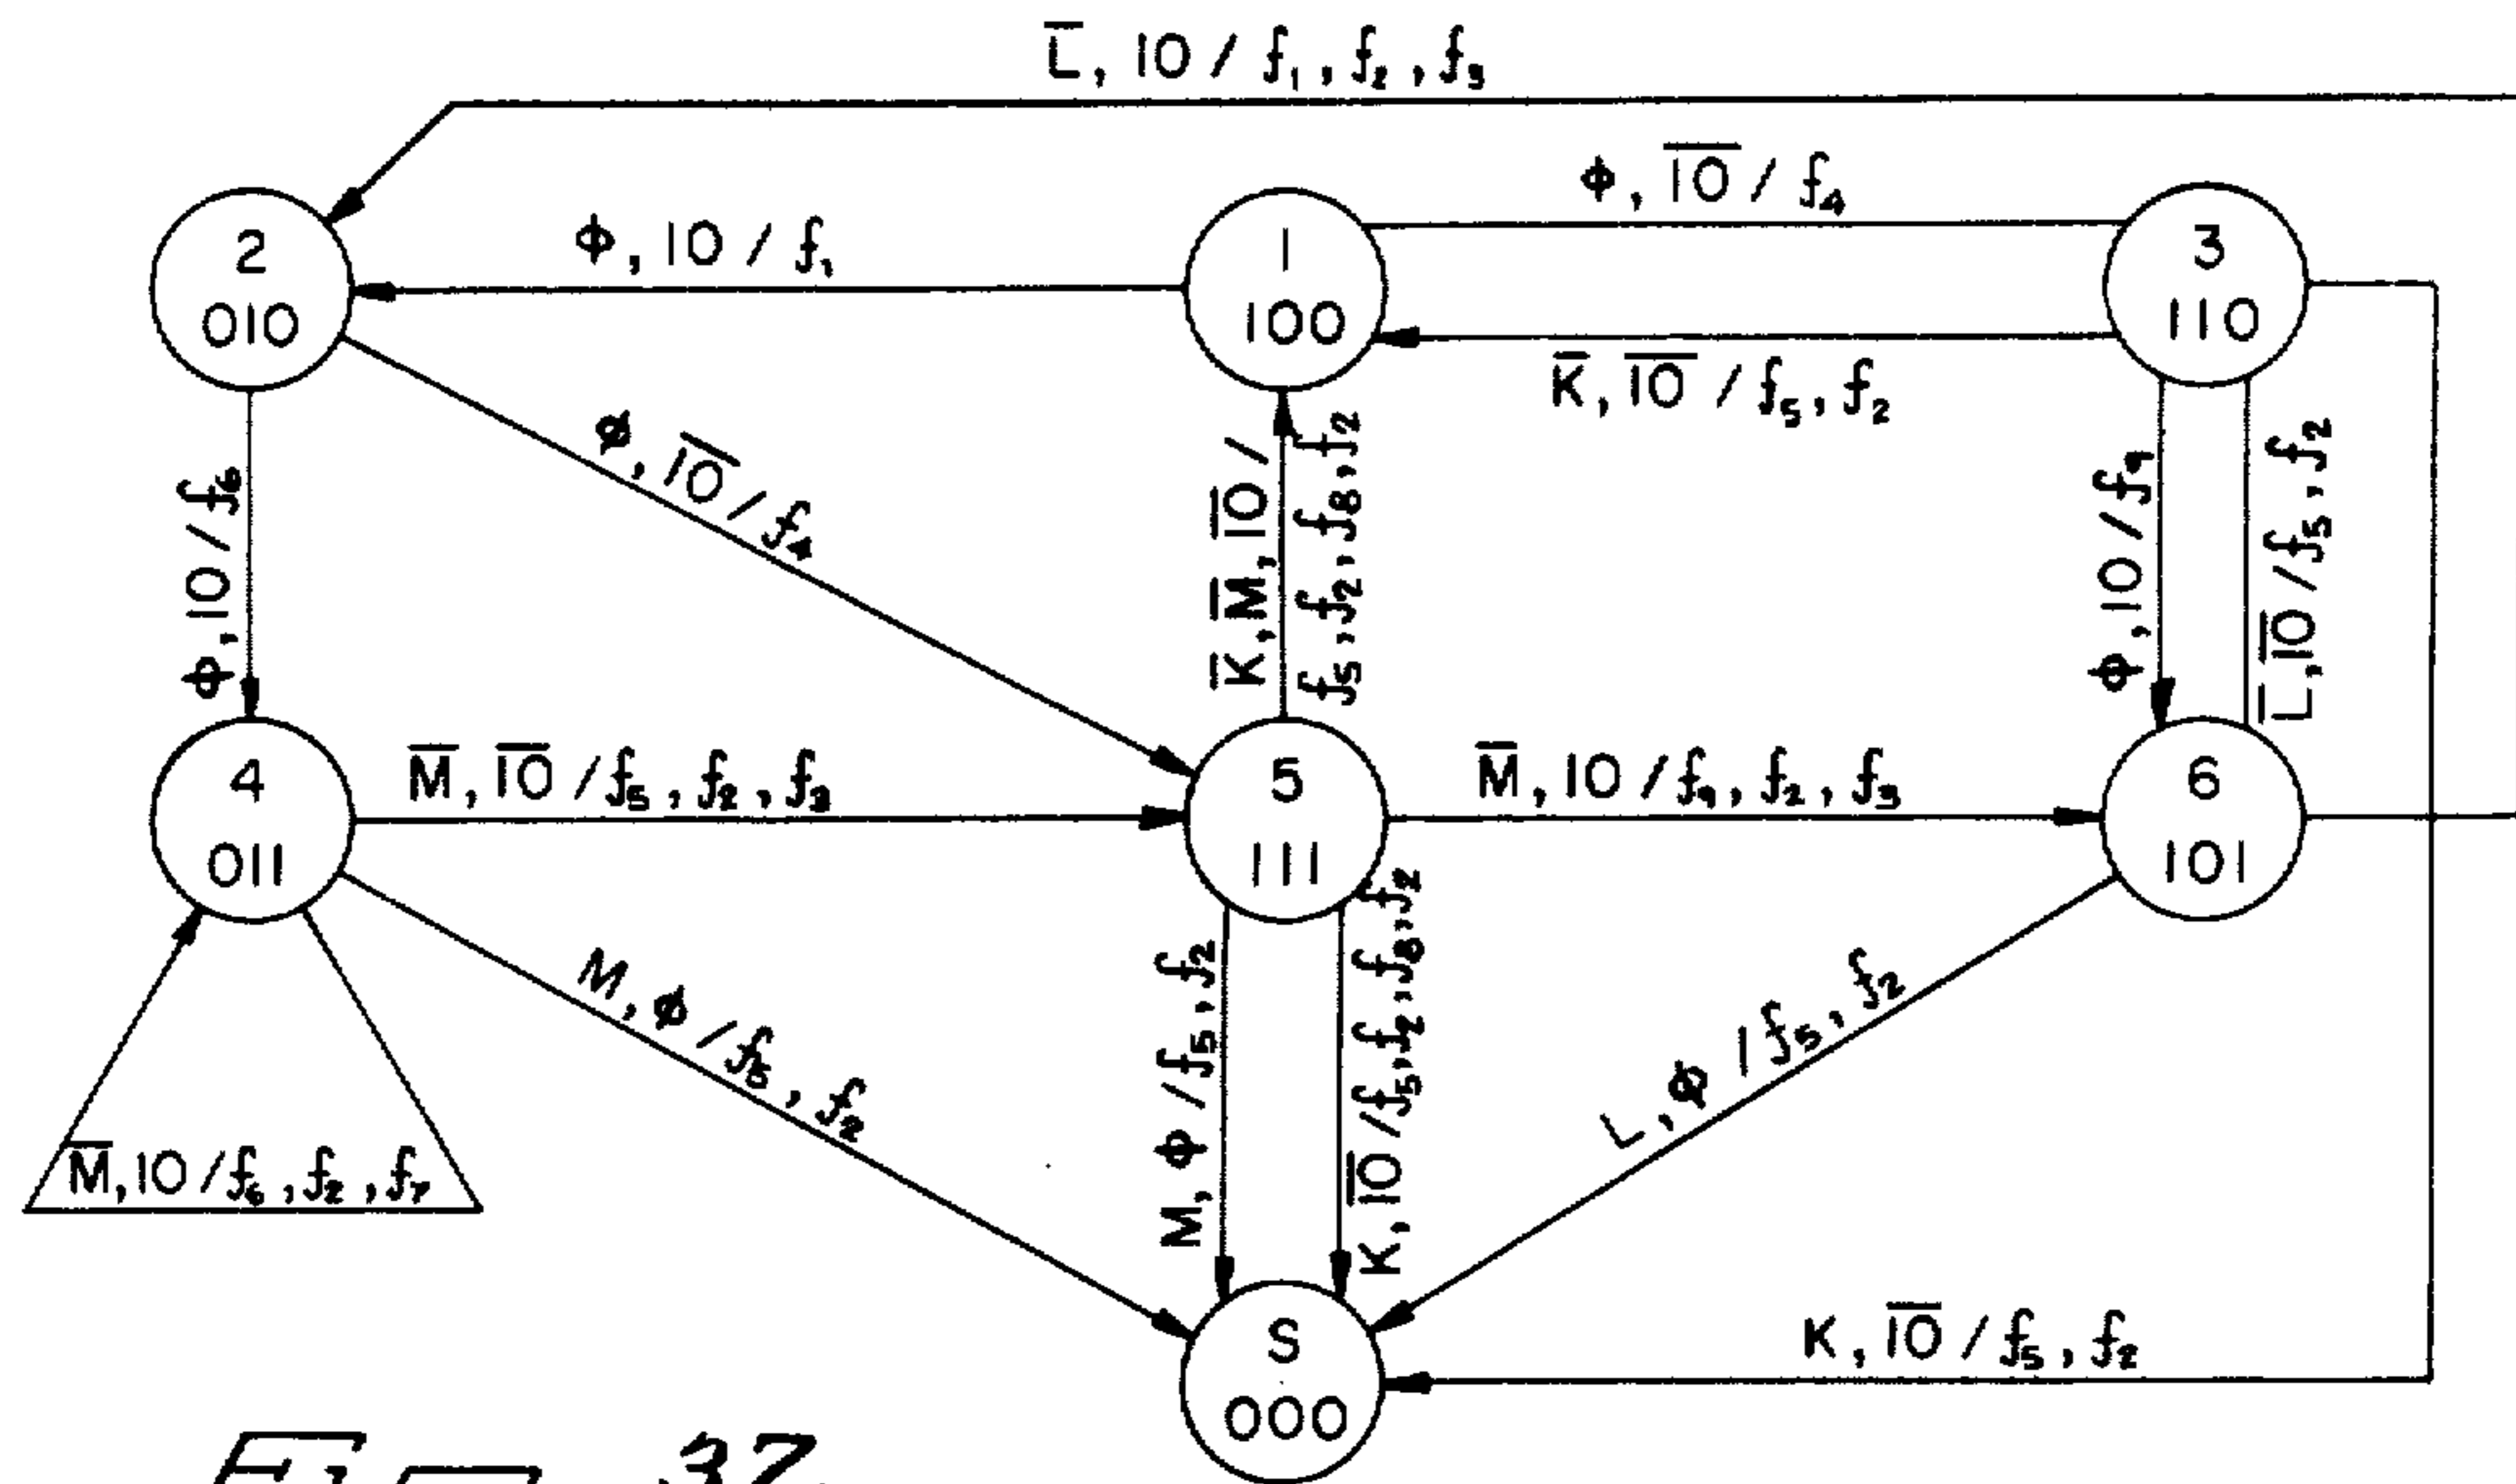 L̅, 10 / f₁, f₂, f₃
ϕ, 1̅0̅ / f₄
2
010
ϕ, 10 / f₁
1
100
3
110
K̅, 1̅0̅ / f₅, f₂
ϕ, 10 / f₆
ϕ, 1̅0̅ / f₄
K̅, M̅, 1̅0̅ /
f₅, f₂, f₈, f₂
ϕ, 10 / f₉
L̅, 1̅0̅ / f₅, f₂
4
011
M̅, 1̅0̅ / f₅, f₂, f₃
5
111
M̅, 10 / f₉, f₂, f₃
6
101
M̅, 10 / f₆, f₂, f₇
M, ϕ / f₅, f₂
M, ϕ / f₅, f₂
K, 1̅0̅ / f₅, f₂, f₈, f₂
L, ϕ / f₅, f₂
S
000
K, 1̅0̅ / f₅, f₂